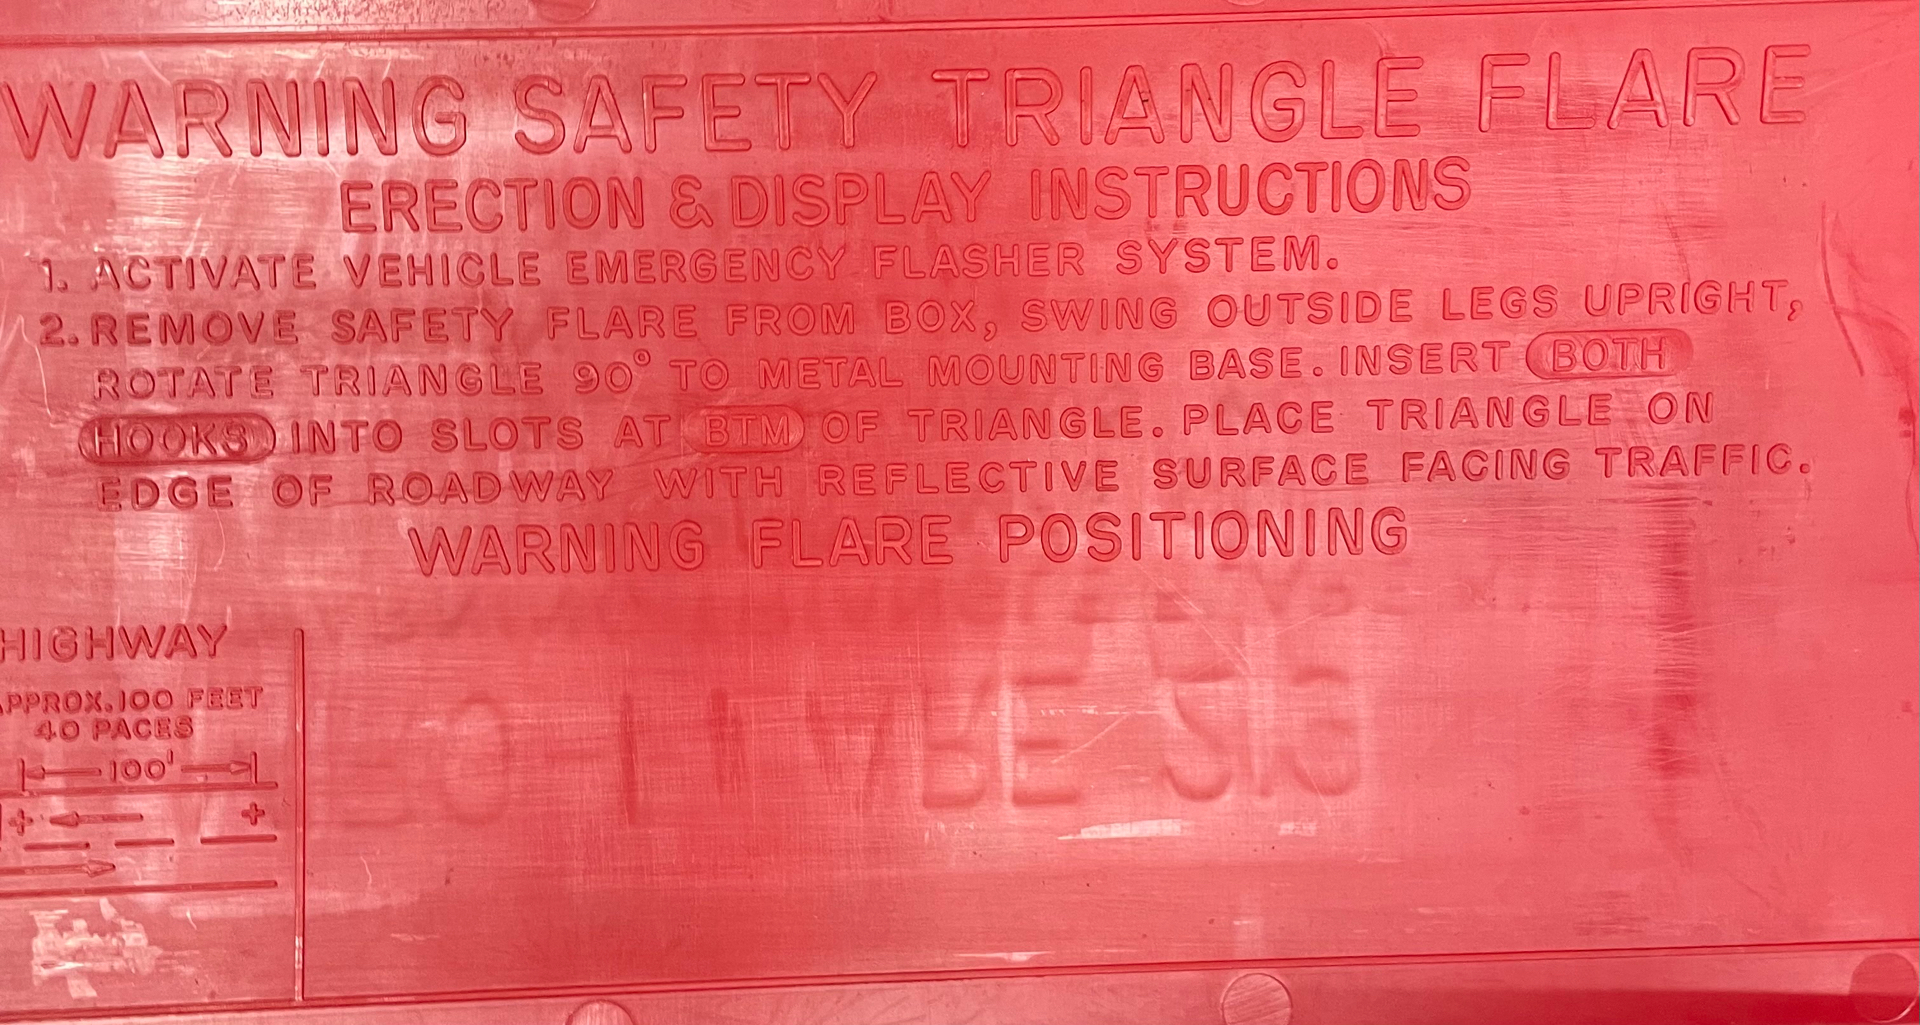 WARNING SAFETY TRIANGLE FLARE
ERECTION & DISPLAY INSTRUCTIONS
1. ACTIVATE VEHICLE EMERGENCY FLASHER SYSTEM.
2. REMOVE SAFETY FLARE FROM BOX, SWING OUTSIDE LEGS UPRIGHT,
ROTATE TRIANGLE 90° TO METAL MOUNTING BASE. INSERT BOTH
HOOKS INTO SLOTS AT BTM OF TRIANGLE. PLACE TRIANGLE ON
EDGE OF ROADWAY WITH REFLECTIVE SURFACE FACING TRAFFIC.
WARNING FLARE POSITIONING
HIGHWAY
APPROX. 100 FEET
40 PACES
100'